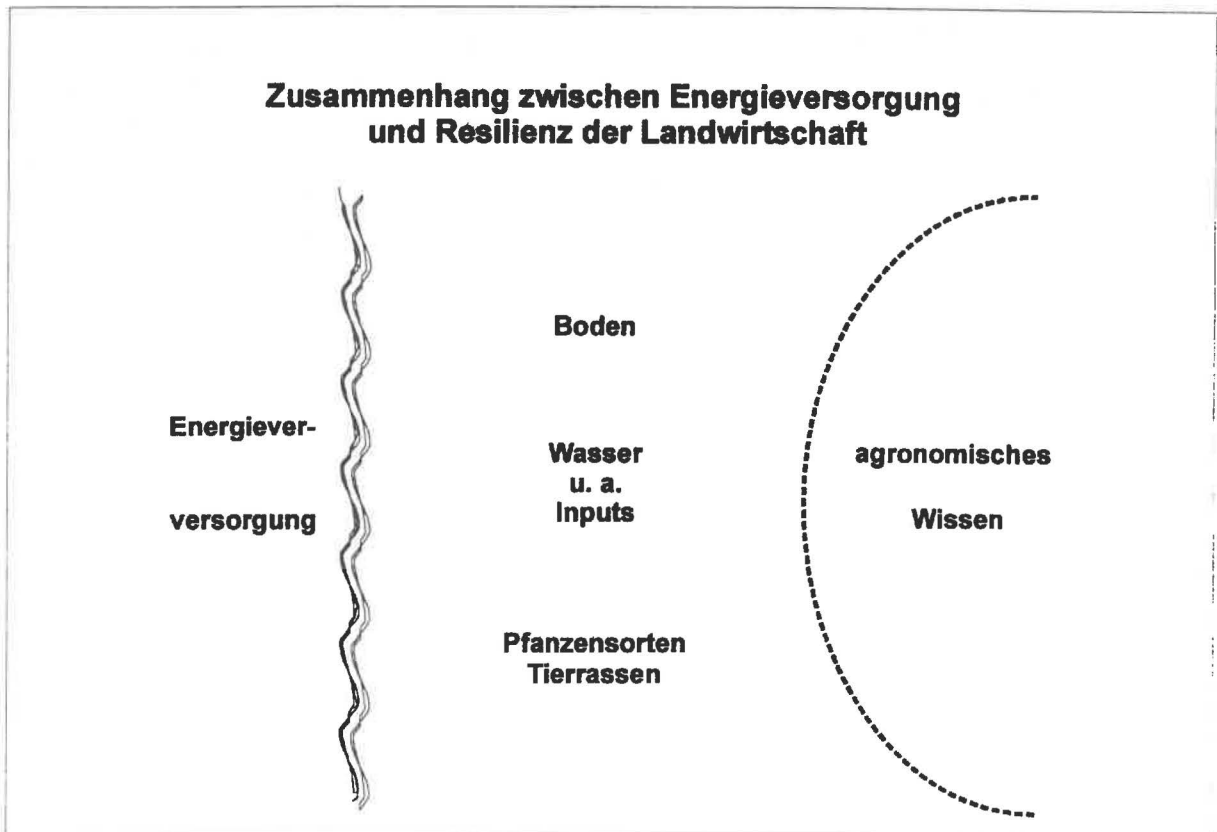 Zusammenhang zwischen Energieversorgung
und Resilienz der Landwirtschaft
Energiever-
versorgung
Boden
Wasser
u. a.
Inputs
Pfanzensorten
Tierrassen
agronomisches
Wissen